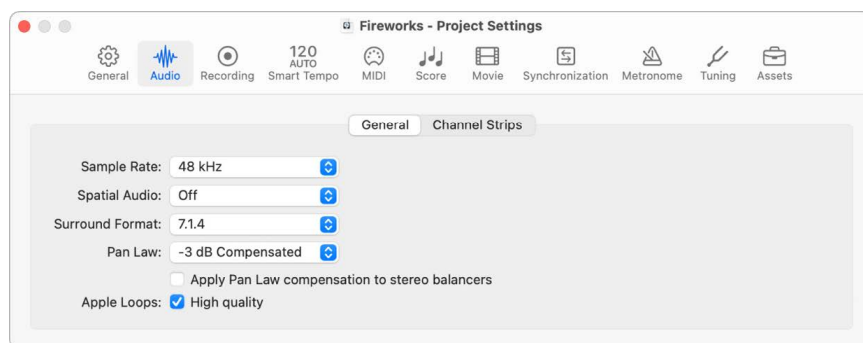 Fireworks - Project Settings
120
AUTO
General Audio Recording Smart Tempo MIDI Score Movie Synchronization Metronome Tuning Assets
General Channel Strips
Sample Rate: 48 kHz
Spatial Audio: Off
Surround Format: 7.1.4
Pan Law: -3 dB Compensated
Apply Pan Law compensation to stereo balancers
Apple Loops: High quality